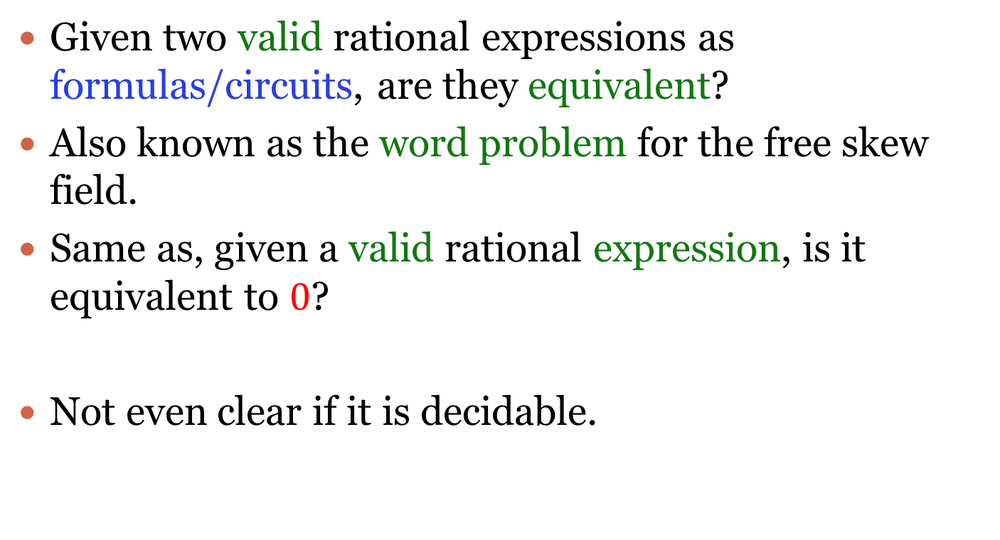 • Given two valid rational expressions as
formulas/circuits, are they equivalent?
• Also known as the word problem for the free skew
field.
• Same as, given a valid rational expression, is it
equivalent to 0?
• Not even clear if it is decidable.